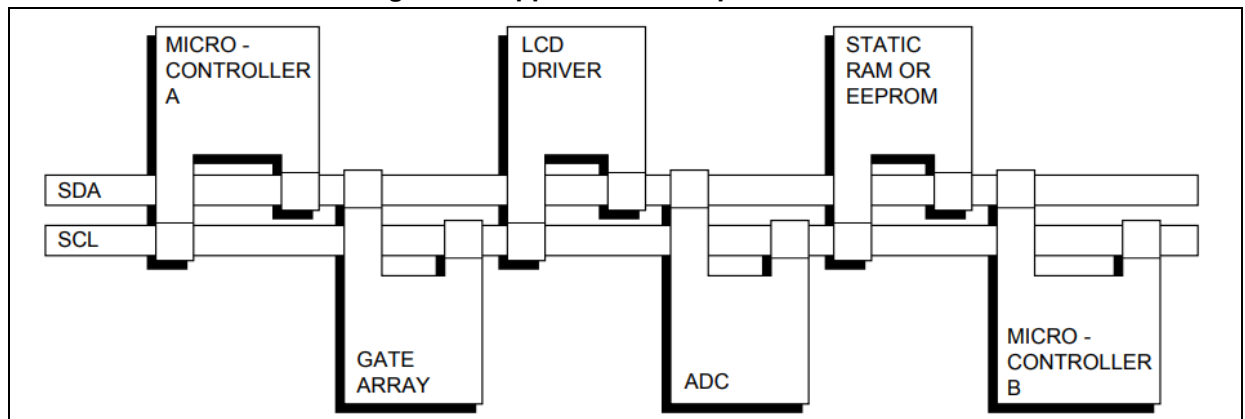 MICRO -
CONTROLLER
A
LCD
DRIVER
STATIC
RAM OR
EEPROM
SDA
SCL
GATE
ARRAY
ADC
MICRO -
CONTROLLER
B